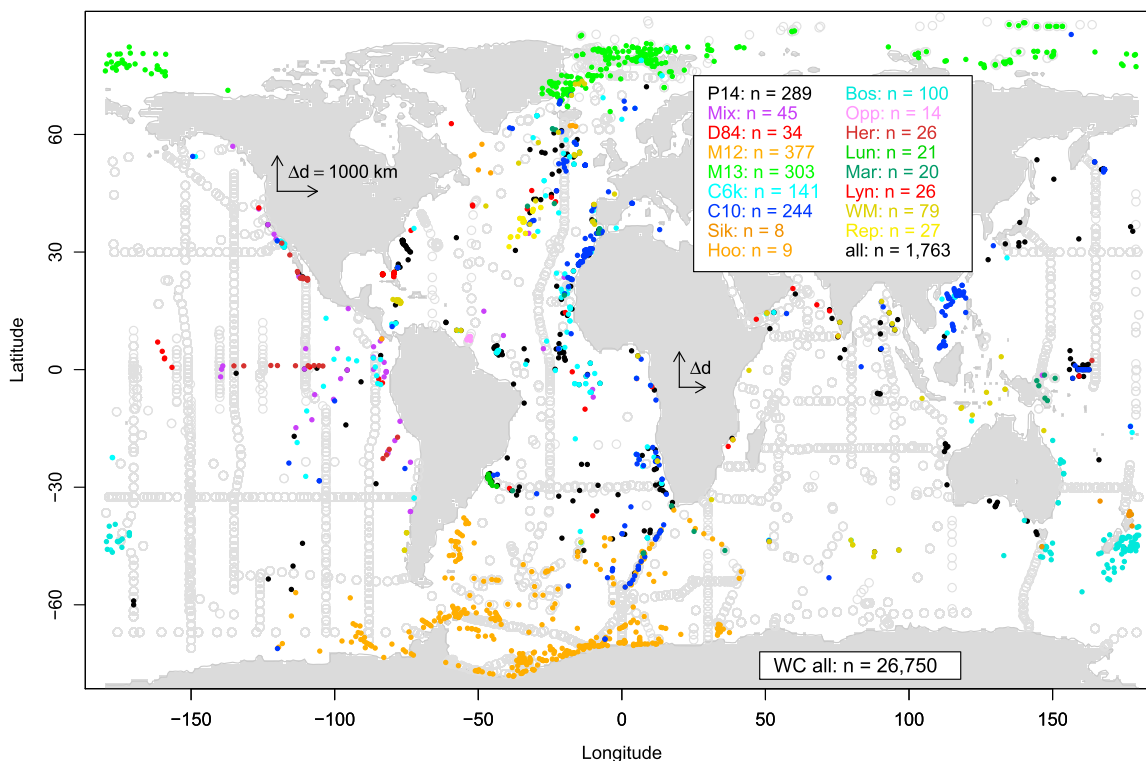 P14: n = 289 Bos: n = 100
Mix: n = 45 Opp: n = 14
D84: n = 34 Her: n = 26
M12: n = 377 Lun: n = 21
M13: n = 303 Mar: n = 20
C6k: n = 141 Lyn: n = 26
C10: n = 244 WM: n = 79
Sik: n = 8 Rep: n = 27
Hoo: n = 9 all: n = 1,763
Δd = 1000 km
Δd
WC all: n = 26,750
Latitude
60
30
0
−30
−60
−150 −100 −50 0 50 100 150
Longitude